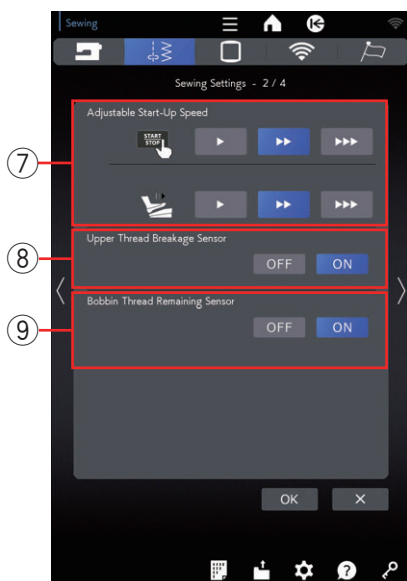 Sewing
Sewing Settings - 2 / 4
Adjustable Start-Up Speed
START
STOP
Upper Thread Breakage Sensor
OFF ON
Bobbin Thread Remaining Sensor
OFF ON
OK X
?
7
8
9